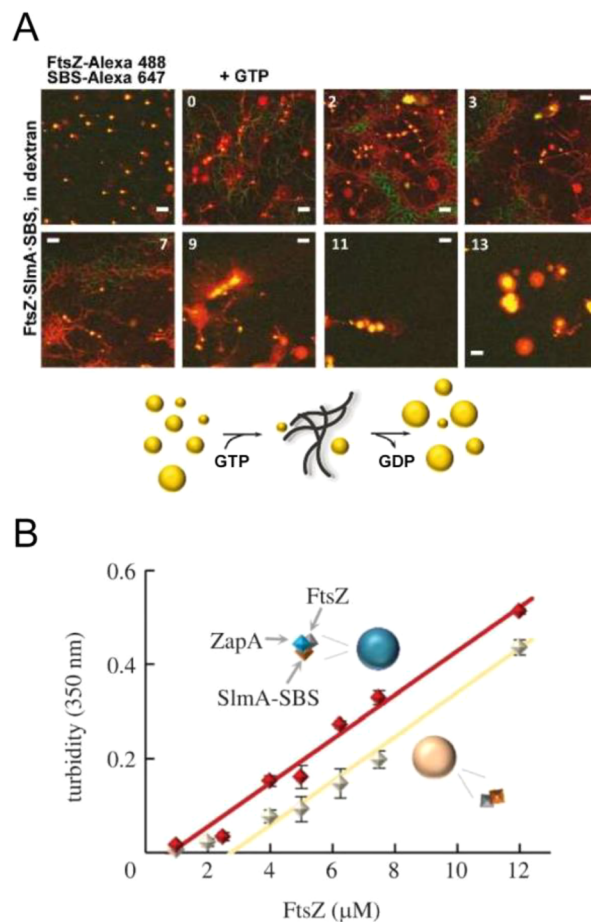 A
FtsZ-Alexa 488
SBS-Alexa 647
+ GTP
FtsZ·SlmA·SBS, in dextran
0
2
3
7
9
11
13
GTP
GDP
B
turbidity (350 nm)
0.6
0.4
0.2
0
2
4
6
8
10
12
FtsZ
ZapA
SlmA-SBS
FtsZ (μM)